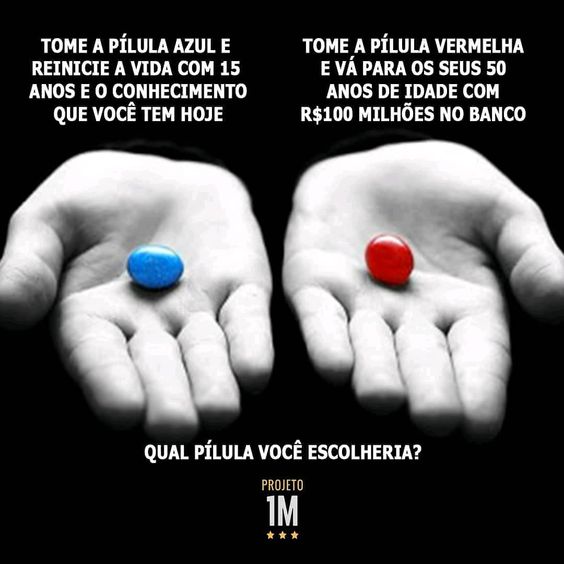 TOME A PÍLULA AZUL E
REINICIE A VIDA COM 15
ANOS E O CONHECIMENTO
QUE VOCÊ TEM HOJE
TOME A PÍLULA VERMELHA
E VÁ PARA OS SEUS 50
ANOS DE IDADE COM
R$100 MILHÕES NO BANCO
QUAL PÍLULA VOCÊ ESCOLHERIA?
PROJETO
1M